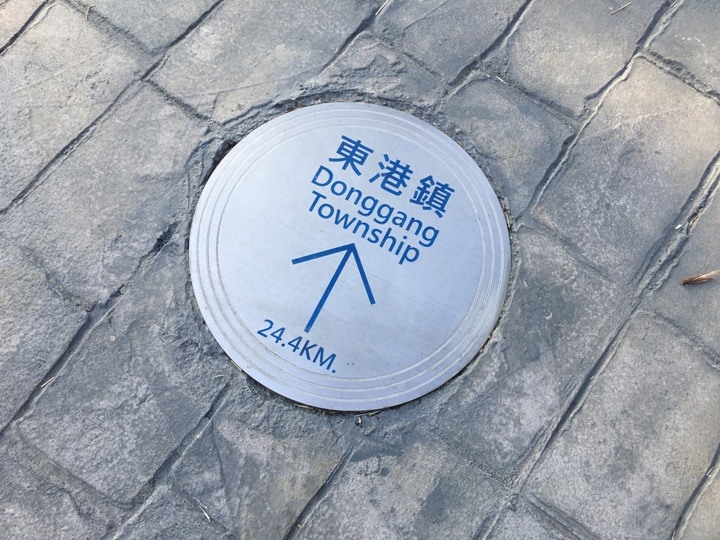 東港鎮
Donggang
Township
24.4KM.